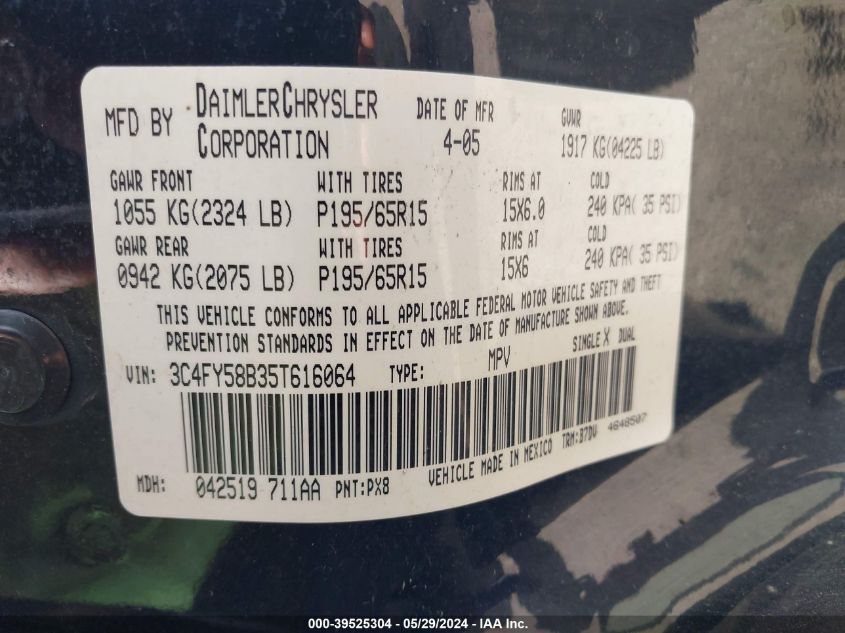 MFD BY DAIMLERCHRYSLER CORPORATION DATE OF MFR 4-05 GVWR 1917 KG(04225 LB)
GAWR FRONT WITH TIRES RIMS AT COLD
1055 KG(2324 LB) P195/65R15 15X6.0 240 KPA( 35 PSI)
GAWR REAR WITH TIRES RIMS AT COLD
0942 KG(2075 LB) P195/65R15 15X6 240 KPA( 35 PSI)
THIS VEHICLE CONFORMS TO ALL APPLICABLE FEDERAL MOTOR VEHICLE SAFETY AND THEFT
PREVENTION STANDARDS IN EFFECT ON THE DATE OF MANUFACTURE SHOWN ABOVE.
VIN: 3C4FY58B35T616064 TYPE: MPV SINGLE X DUAL
MDH: 042519 711AA PNT:PX8 VEHICLE MADE IN MEXICO TRM:B7DV 4648507
000-39525304 - 05/29/2024 - IAA Inc.